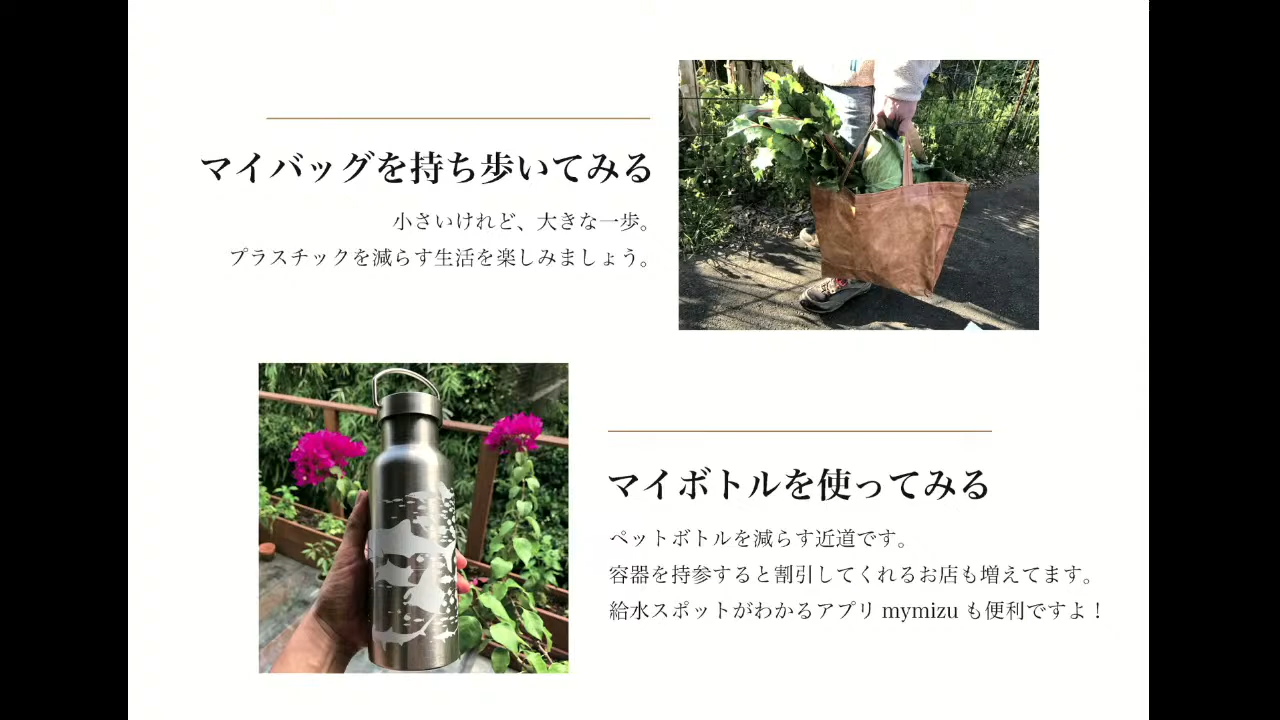 マイバッグを持ち歩いてみる
小さいけれど、大きな一歩。
プラスチックを減らす生活を楽しみましょう。
マイボトルを使ってみる
ペットボトルを減らす近道です。
容器を持参すると割引してくれるお店も増えてます。
給水スポットがわかるアプリ mymizu も便利ですよ！